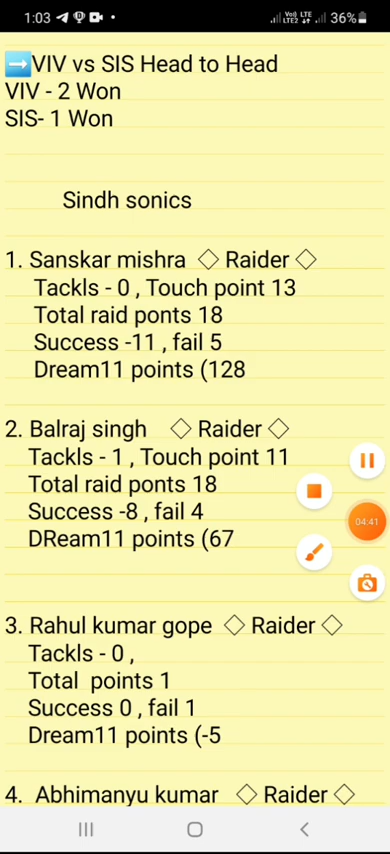 1:03
Vo) LTE
LTE2 36%
➡VIV vs SIS Head to Head
VIV - 2 Won
SIS- 1 Won
Sindh sonics
1. Sanskar mishra ◇ Raider ◇
Tackls - 0 , Touch point 13
Total raid ponts 18
Success -11 , fail 5
Dream11 points (128
2. Balraj singh ◇ Raider ◇
Tackls - 1 , Touch point 11
Total raid ponts 18
Success -8 , fail 4
DReam11 points (67
04:41
3. Rahul kumar gope ◇ Raider ◇
Tackls - 0 ,
Total points 1
Success 0 , fail 1
Dream11 points (-5
4. Abhimanyu kumar ◇ Raider ◇